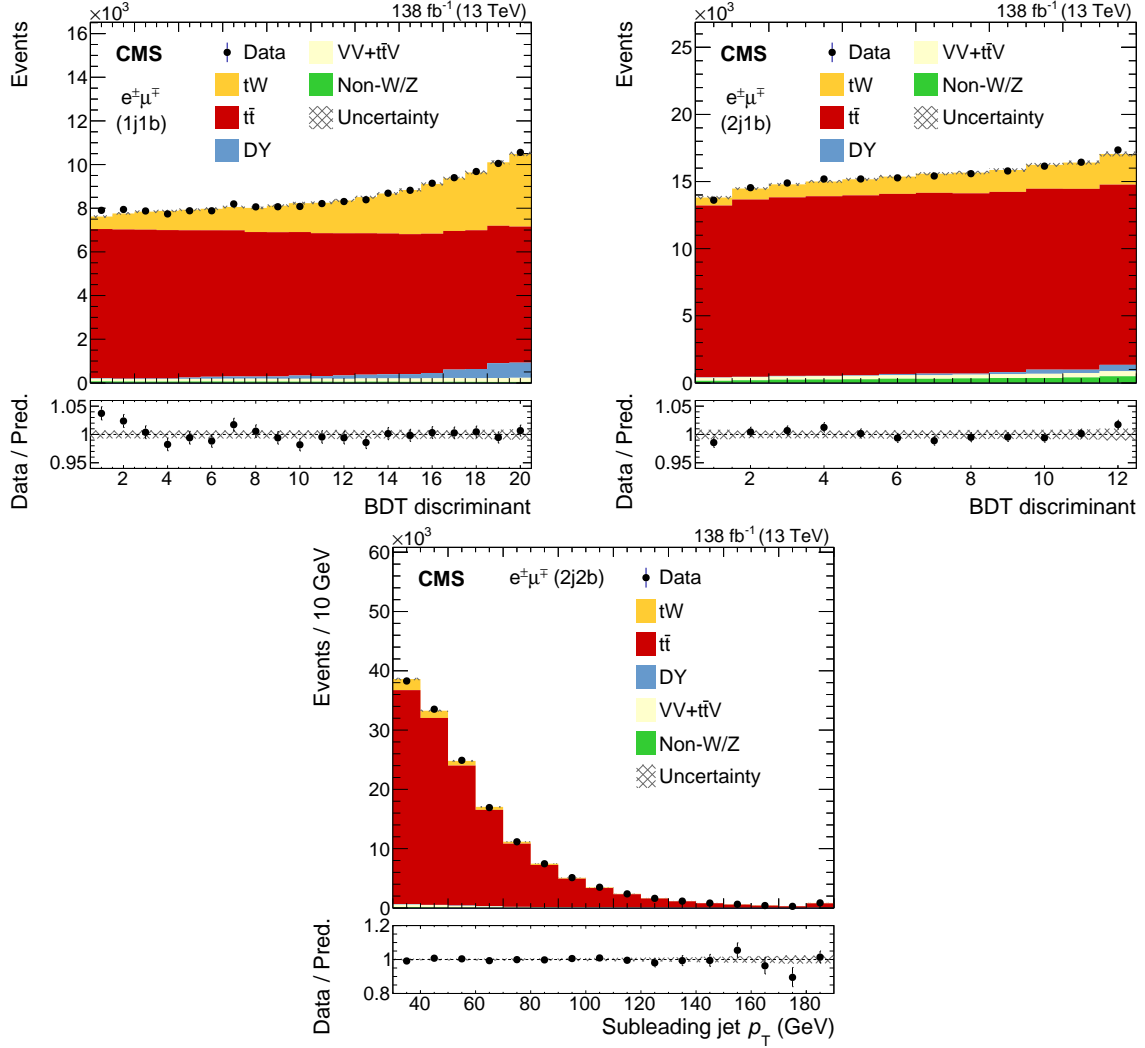 ×10³ 138 fb⁻¹ (13 TeV)
Events
16
14
12
10
8
6
4
2
0
CMS
e±μ∓
(1j1b)
Data
tW
tt̄
DY
VV+tt̄V
Non-W/Z
Uncertainty
Data / Pred.
1.05
1
0.95
2 4 6 8 10 12 14 16 18 20
BDT discriminant
×10³ 138 fb⁻¹ (13 TeV)
Events
25
20
15
10
5
0
CMS
e±μ∓
(2j1b)
Data
tW
tt̄
DY
VV+tt̄V
Non-W/Z
Uncertainty
Data / Pred.
1.05
1
0.95
2 4 6 8 10 12
BDT discriminant
×10³ 138 fb⁻¹ (13 TeV)
Events / 10 GeV
60
50
40
30
20
10
0
CMS e±μ∓ (2j2b)
Data
tW
tt̄
DY
VV+tt̄V
Non-W/Z
Uncertainty
Data / Pred.
1.2
1.0
0.8
40 60 80 100 120 140 160 180
Subleading jet p_T (GeV)